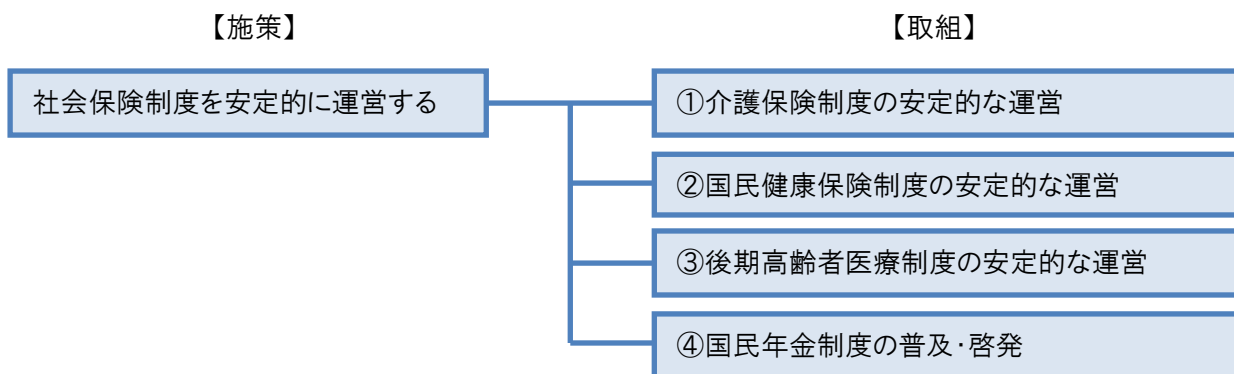 【施策】
【取組】
社会保険制度を安定的に運営する
①介護保険制度の安定的な運営
②国民健康保険制度の安定的な運営
③後期高齢者医療制度の安定的な運営
④国民年金制度の普及・啓発